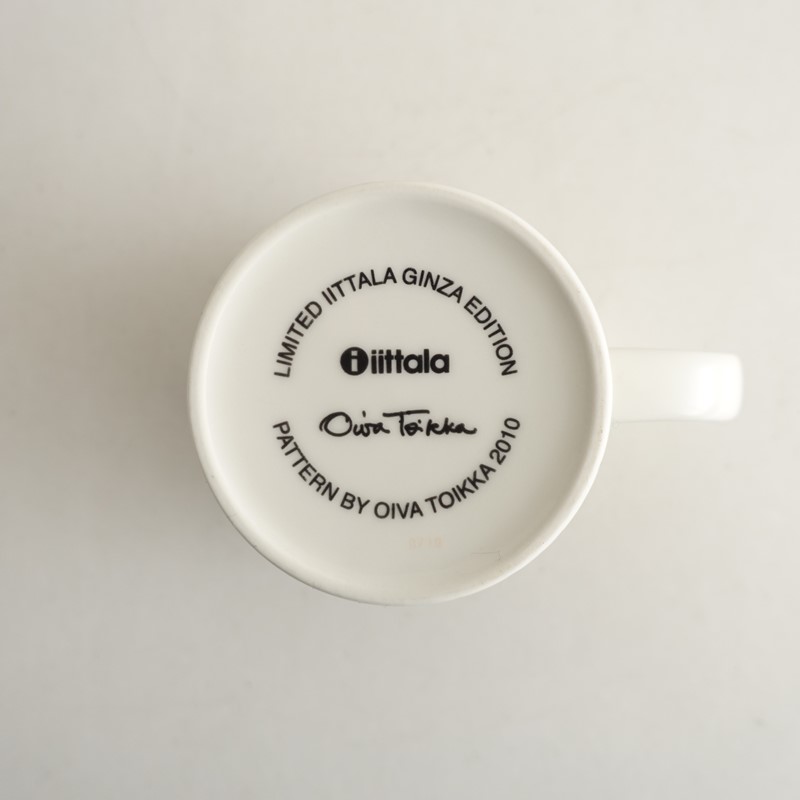 LIMITED IITTALA GINZA EDITION
i iittala
Oiva Toikka
PATTERN BY OIVA TOIKKA 2010